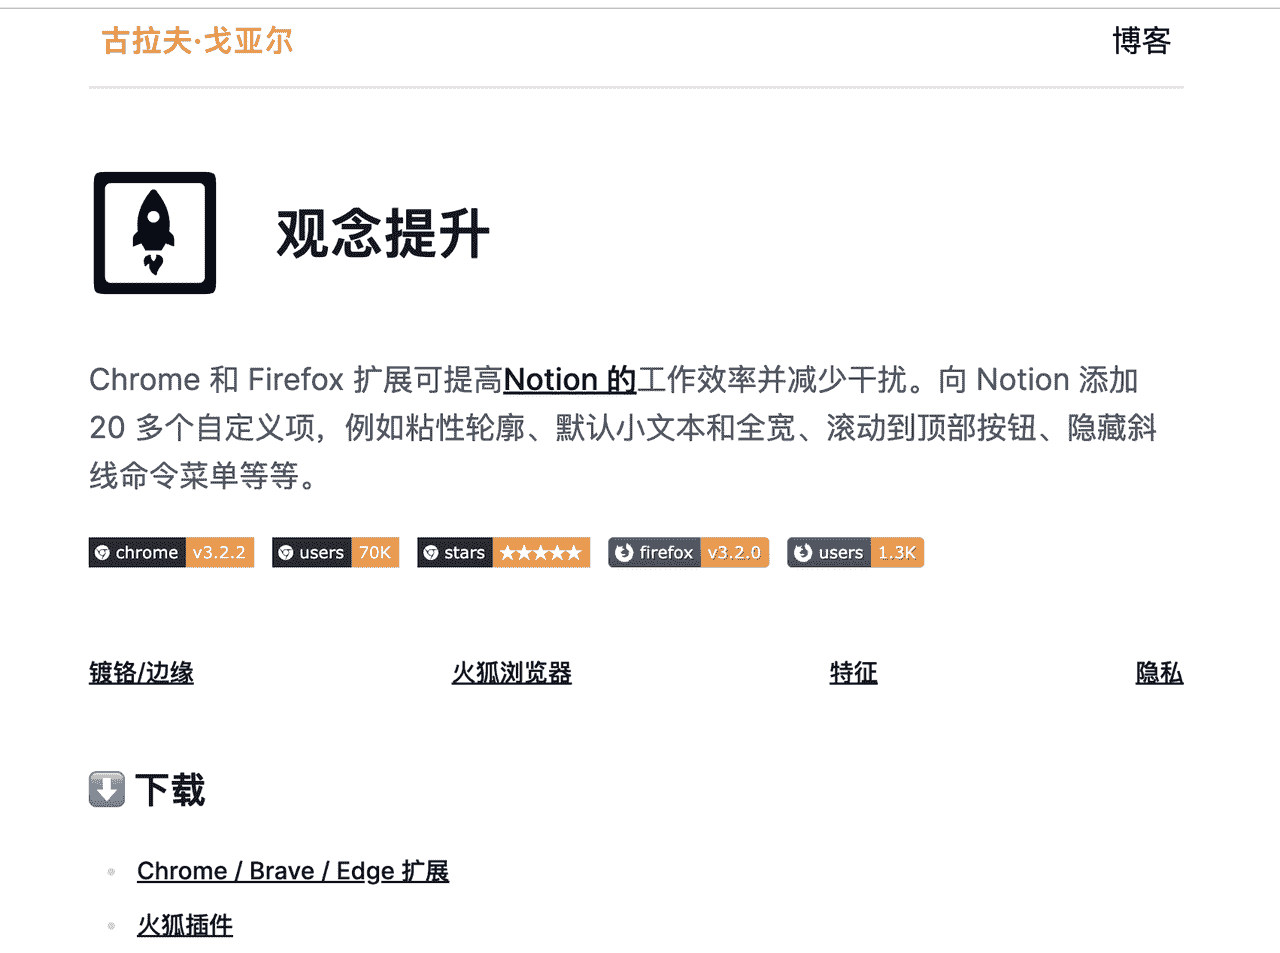 古拉夫·戈亚尔
博客
观念提升
Chrome 和 Firefox 扩展可提高Notion 的工作效率并减少干扰。向 Notion 添加
20 多个自定义项，例如粘性轮廓、默认小文本和全宽、滚动到顶部按钮、隐藏斜
线命令菜单等等。
chrome v3.2.2 users 70K stars ★★★★★ firefox v3.2.0 users 1.3K
镀铬/边缘 火狐浏览器 特征 隐私
下载
Chrome / Brave / Edge 扩展
火狐插件